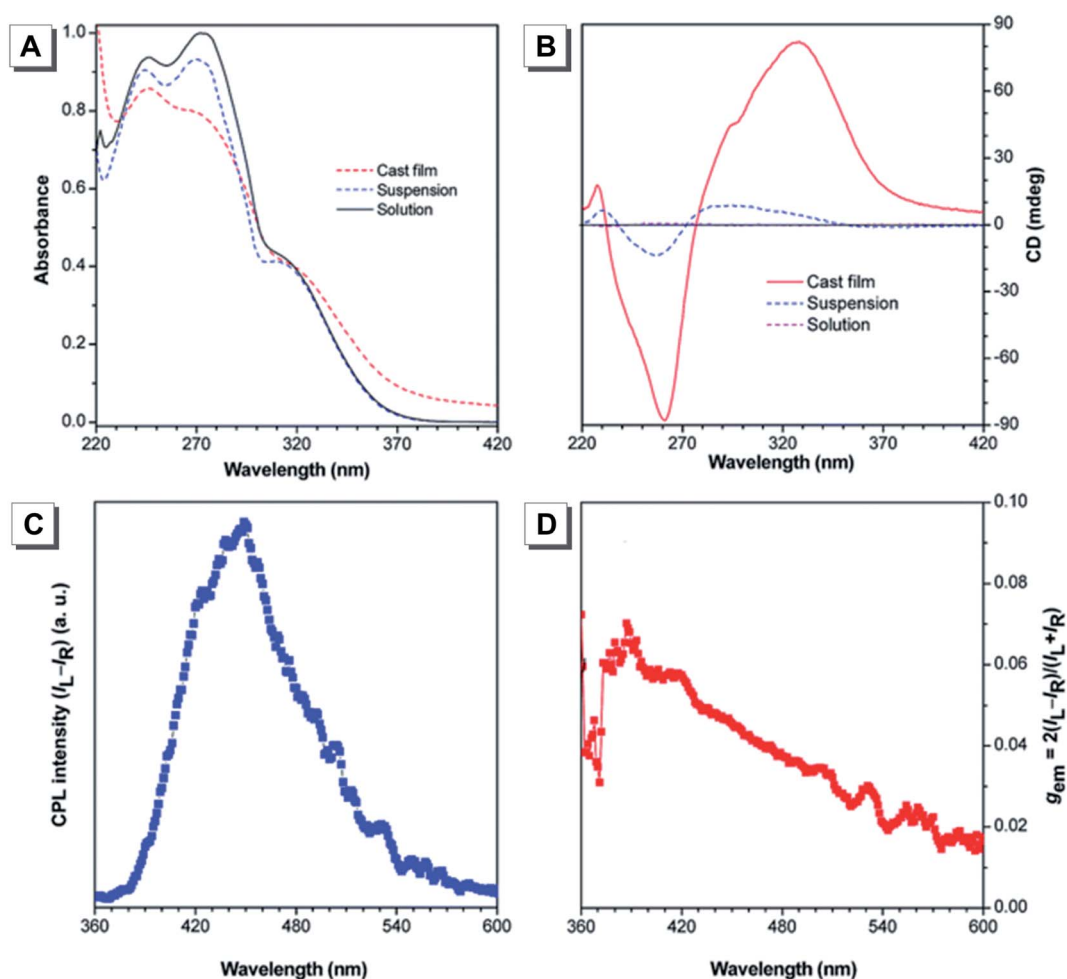 A
1.0
0.8
0.6
0.4
0.2
0.0
Absorbance
Cast film
Suspension
Solution
220 270 320 370 420
Wavelength (nm)
B
90
60
30
0
-30
-60
-90
CD (mdeg)
Cast film
Suspension
Solution
220 270 320 370 420
Wavelength (nm)
C
CPL intensity (IL–IR) (a. u.)
360 420 480 540 600
Wavelength (nm)
D
0.10
0.08
0.06
0.04
0.02
0.00
gem = 2(IL–IR)/(IL+IR)
360 420 480 540 600
Wavelength (nm)